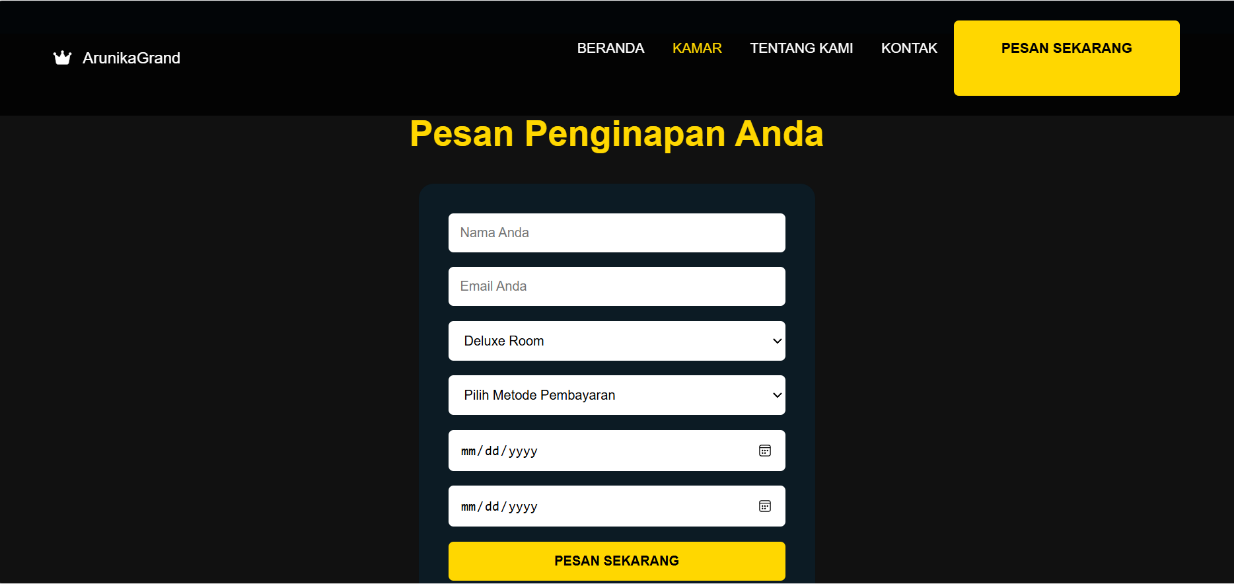 ArunikaGrand
BERANDA
KAMAR
TENTANG KAMI
KONTAK
PESAN SEKARANG
Pesan Penginapan Anda
Nama Anda
Email Anda
Deluxe Room
Pilih Metode Pembayaran
mm/dd/yyyy
mm/dd/yyyy
PESAN SEKARANG